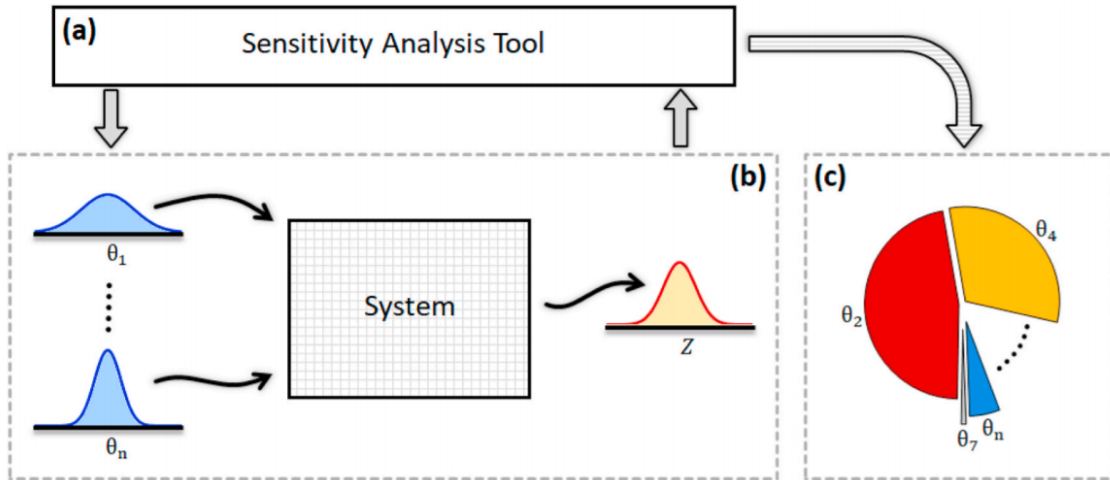 (a)
Sensitivity Analysis Tool
(b)
θ₁
θₙ
System
Z
(c)
θ₄
θ₂
θₙ
θ₇